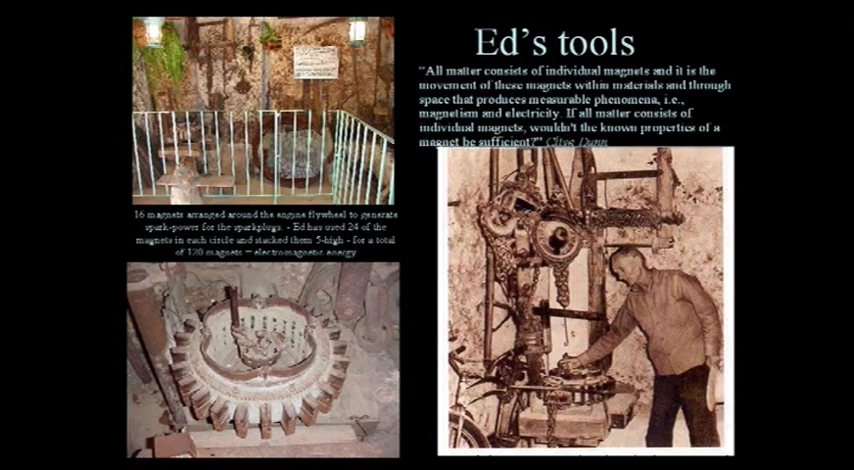 Ed's tools
"All matter consists of individual magnets and it is the
movement of these magnets within materials and through
space that produces measurable phenomena, i.e.,
magnetism and electricity. If all matter consists of
individual magnets, wouldn't the known properties of a
magnet be sufficient?" Clive Dunn
16 magnets arranged around the engine flywheel to generate
spark-power for the sparkplugs. - Ed has used 24 of the
magnets in each circle and stacked them 5-high - for a total
of 120 magnets = electromagnetic energy